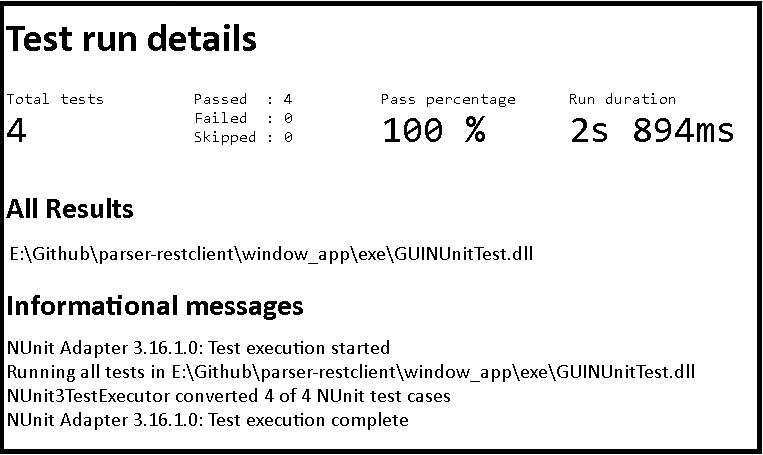 Test run details
Total tests
4
Passed : 4
Failed : 0
Skipped : 0
Pass percentage
100 %
Run duration
2s 894ms
All Results
E:\Github\parser-restclient\window_app\exe\GUINUnitTest.dll
Informational messages
NUnit Adapter 3.16.1.0: Test execution started
Running all tests in E:\Github\parser-restclient\window_app\exe\GUINUnitTest.dll
NUnit3TestExecutor converted 4 of 4 NUnit test cases
NUnit Adapter 3.16.1.0: Test execution complete